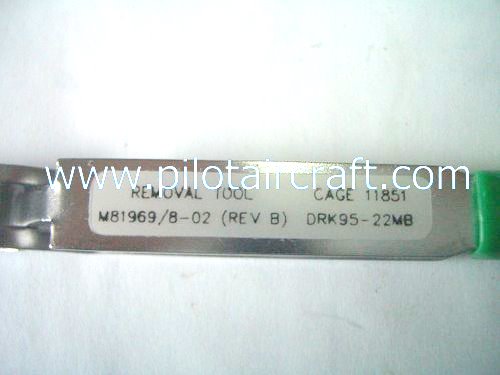 www.pilotaircraft.com
REMOVAL TOOL CAGE 11851
M81969/8-02 (REV B) DRK95-22MB